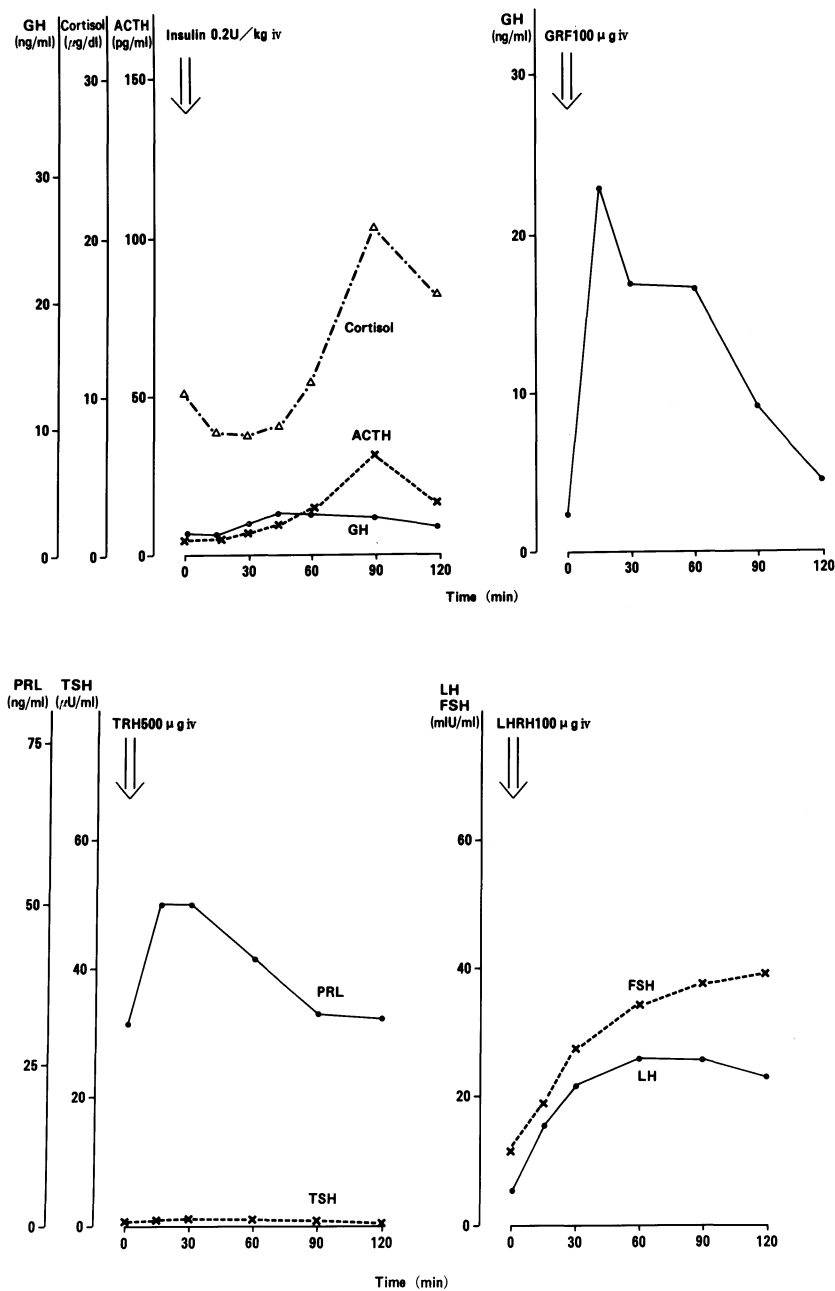 GH Cortisol ACTH
(ng/ml) (μg/dl) (pg/ml)
Insulin 0.2U/kg iv
150
100
50
0
30
20
10
0
30
20
10
0
Cortisol
ACTH
GH
0 30 60 90 120
Time (min)
GH
(ng/ml)
GRF100 μg iv
30
20
10
0
0 30 60 90 120
PRL TSH
(ng/ml) (μU/ml)
TRH500 μg iv
75
50
25
0
60
40
20
0
PRL
TSH
0 30 60 90 120
Time (min)
LH
FSH
(mIU/ml)
LHRH100 μg iv
60
40
20
0
FSH
LH
0 30 60 90 120